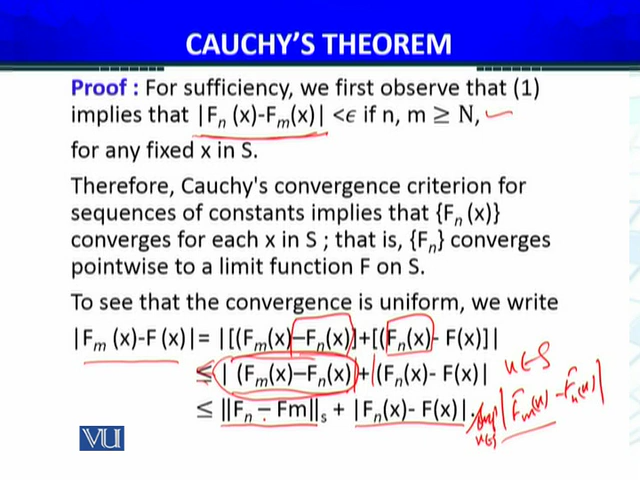 CAUCHY'S THEOREM
Proof : For sufficiency, we first observe that (1)
implies that |Fₙ (x)-Fₘ(x)| <ϵ if n, m ≥ N,
for any fixed x in S.
Therefore, Cauchy's convergence criterion for
sequences of constants implies that {Fₙ (x)}
converges for each x in S ; that is, {Fₙ} converges
pointwise to a limit function F on S.
To see that the convergence is uniform, we write
|Fₘ (x)-F (x)|= |[(Fₘ(x)−Fₙ(x)]+[(Fₙ(x)- F(x)]|
≤ | (Fₘ(x)−Fₙ(x)|+|(Fₙ(x)- F(x)| x∈S
≤ ||Fₙ − Fm||ₛ + |Fₙ(x)- F(x)|. Sup |Fₘ(x) - Fₙ(x)|
x∈S
VU